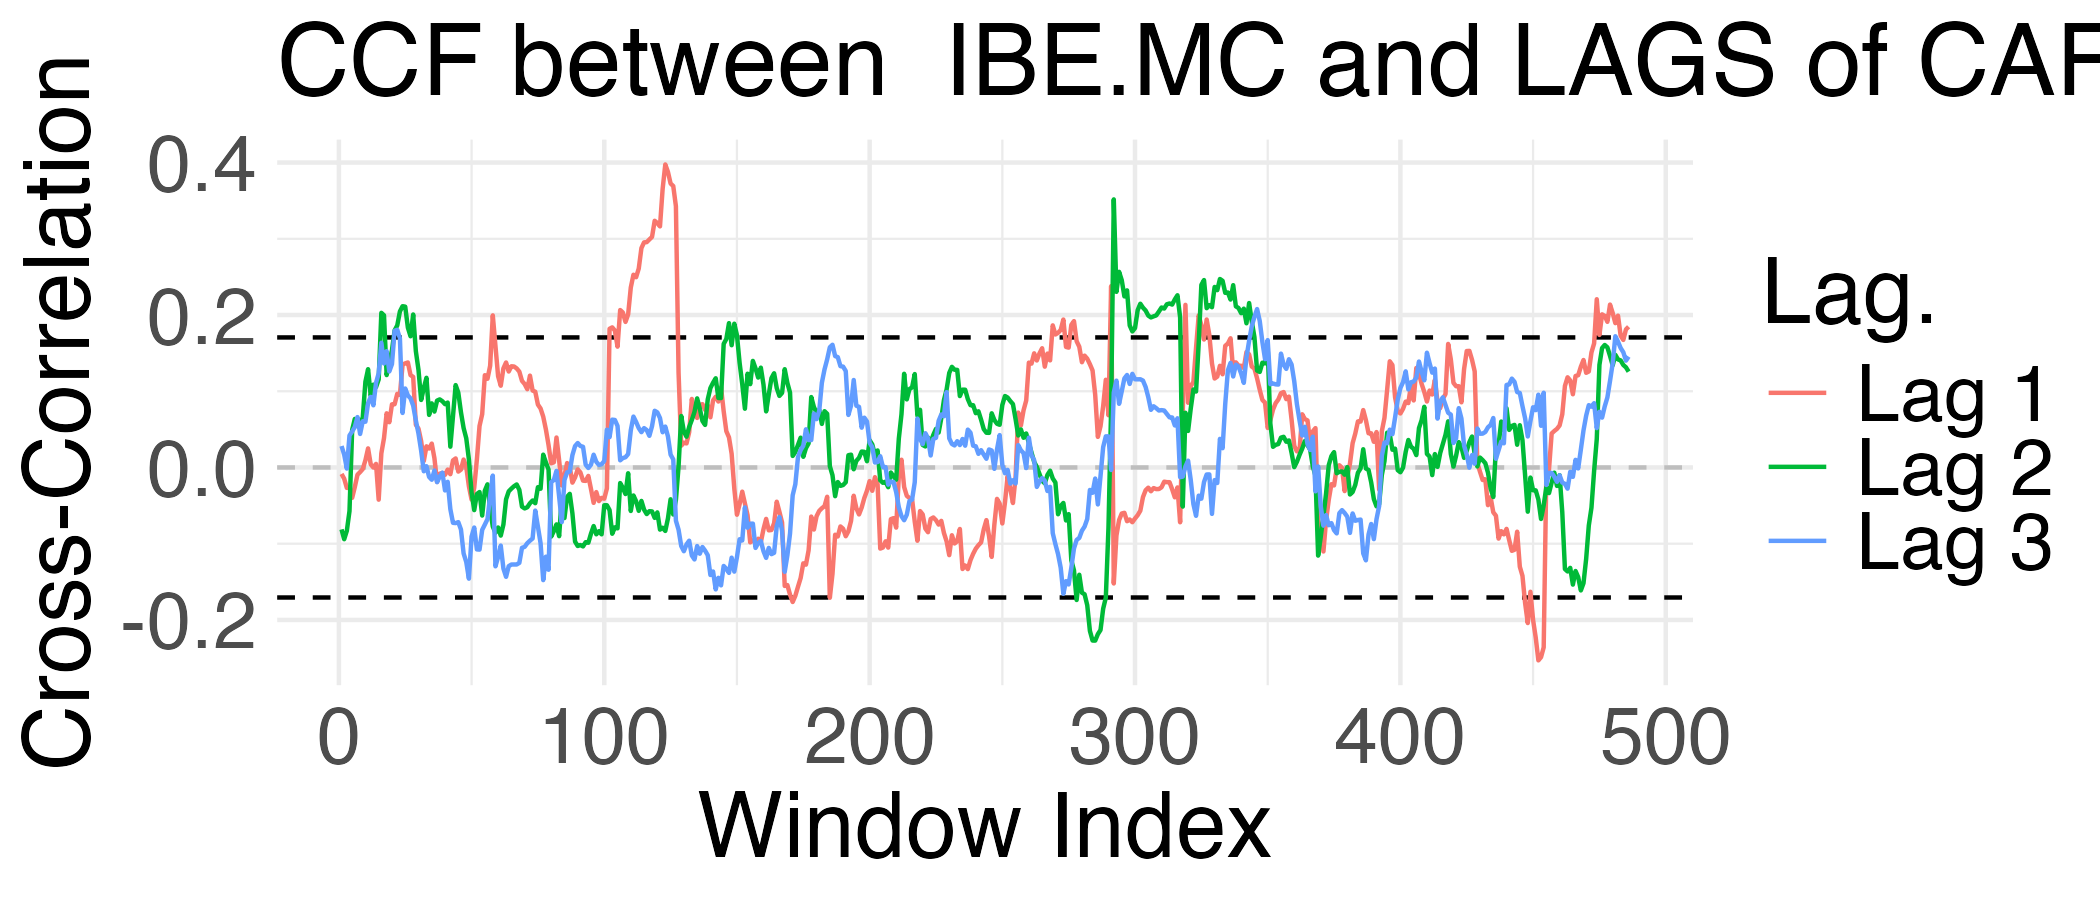 CCF between IBE.MC and LAGS of CAR
Cross-Correlation
0.4
0.2
0.0
-0.2
0 100 200 300 400 500
Window Index
Lag.
Lag 1
Lag 2
Lag 3